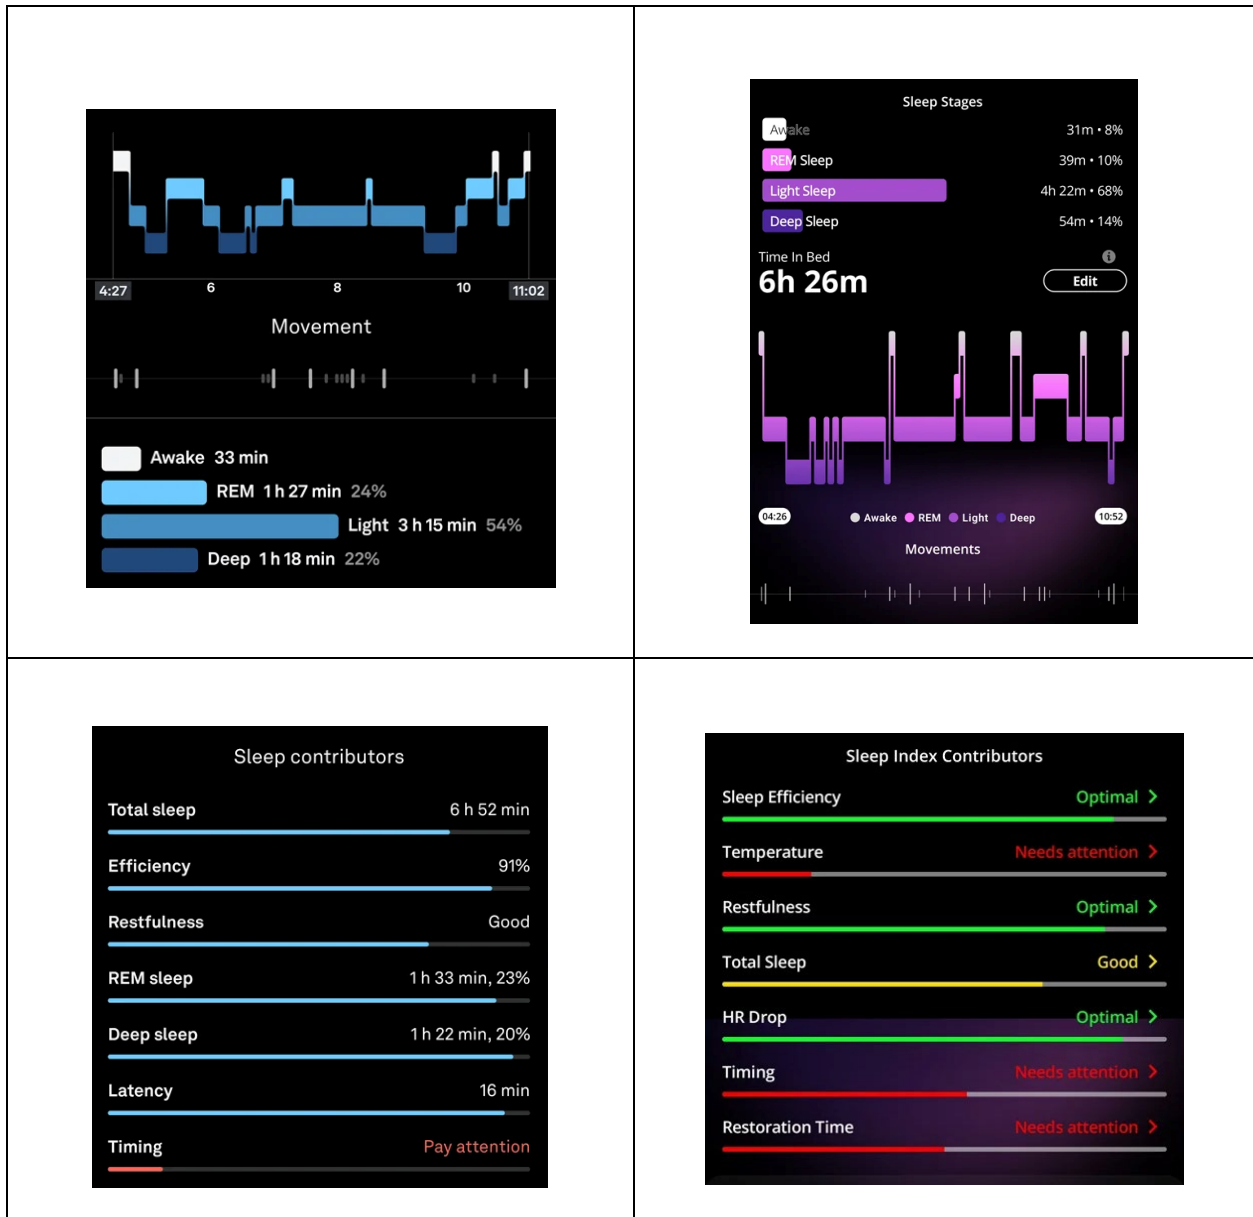 4:27 6 8 10 11:02
Movement
Awake 33 min
REM 1 h 27 min 24%
Light 3 h 15 min 54%
Deep 1 h 18 min 22%
Sleep Stages
Awake 31m • 8%
REM Sleep 39m • 10%
Light Sleep 4h 22m • 68%
Deep Sleep 54m • 14%
Time In Bed
6h 26m Edit
04:26 Awake REM Light Deep 10:52
Movements
Sleep contributors
Total sleep 6 h 52 min
Efficiency 91%
Restfulness Good
REM sleep 1 h 33 min, 23%
Deep sleep 1 h 22 min, 20%
Latency 16 min
Timing Pay attention
Sleep Index Contributors
Sleep Efficiency Optimal
Temperature Needs attention
Restfulness Optimal
Total Sleep Good
HR Drop Optimal
Timing Needs attention
Restoration Time Needs attention